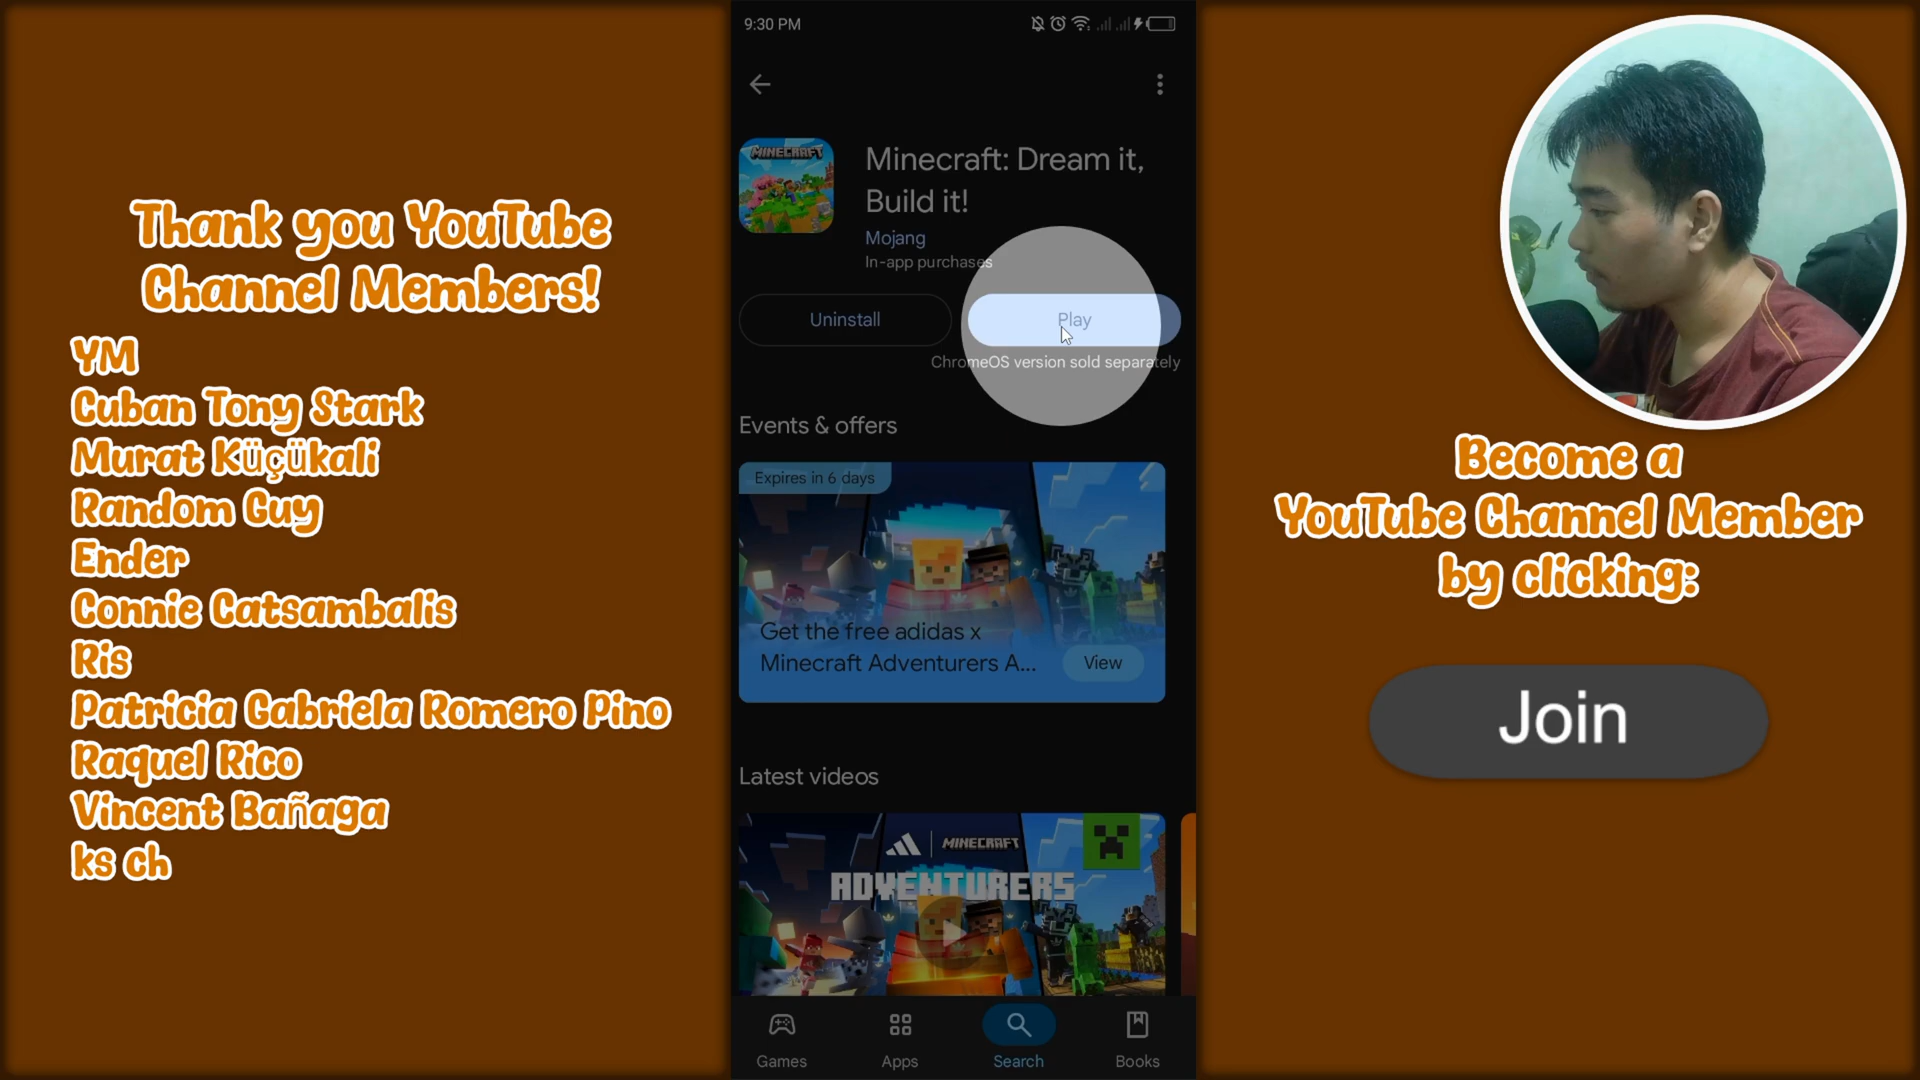 Thank you YouTube
Channel Members!
YM
Cuban Tony Stark
Murat Küçükali
Random Guy
Ender
Connie Catsambalis
Ris
Patricia Gabriela Romero Pino
Raquel Rico
Vincent Bañaga
ks ch
9:30 PM
MINECRAFT
Minecraft: Dream it,
Build it!
Mojang
In-app purchases
Uninstall
Play
ChromeOS version sold separately
Events & offers
Expires in 6 days
Get the free adidas x
Minecraft Adventurers A...
View
Latest videos
MINECRAFT
ADVENTURERS
Games
Apps
Search
Books
Become a
YouTube Channel Member
by clicking:
Join